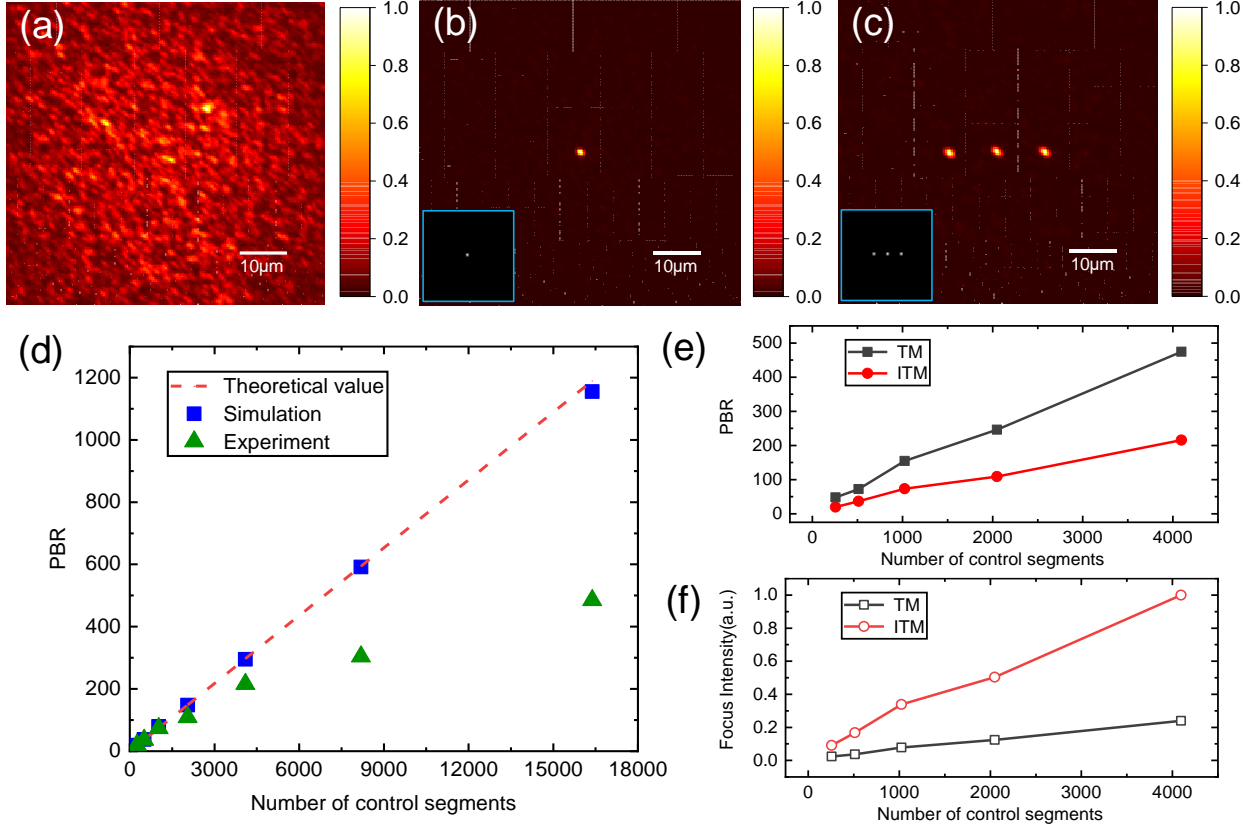 (a)
1.0
0.8
0.6
0.4
0.2
0.0
10μm
(b)
1.0
0.8
0.6
0.4
0.2
0.0
10μm
(c)
1.0
0.8
0.6
0.4
0.2
0.0
10μm
(d)
PBR
1200
1000
800
600
400
200
0
Theoretical value
Simulation
Experiment
0 3000 6000 9000 12000 15000 18000
Number of control segments
(e)
PBR
500
400
300
200
100
0
TM
ITM
0 1000 2000 3000 4000
Number of control segments
(f)
Focus Intensity(a.u.)
1.0
0.8
0.6
0.4
0.2
0.0
TM
ITM
0 1000 2000 3000 4000
Number of control segments